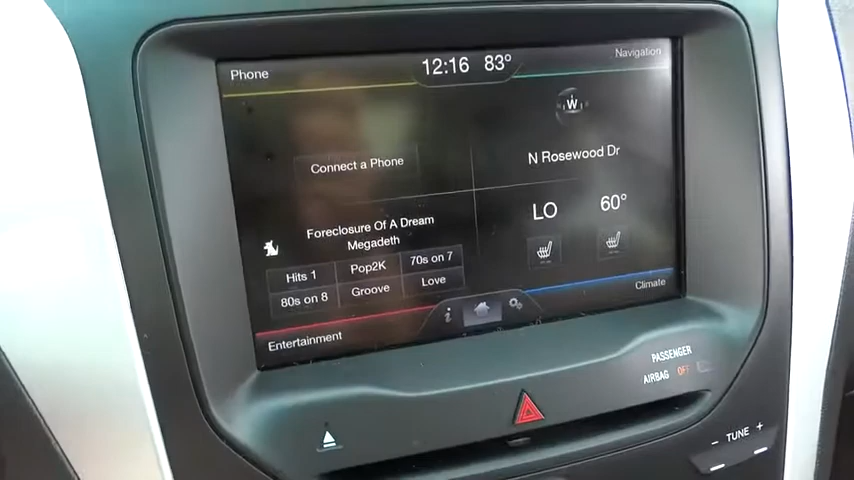 Phone
12:16 83°
Navigation
W
Connect a Phone
N Rosewood Dr
Foreclosure Of A Dream
Megadeth
LO
60°
Hits 1
Pop2K
70s on 7
80s on 8
Groove
Love
Entertainment
i
Climate
PASSENGER
AIRBAG OFF
- TUNE +